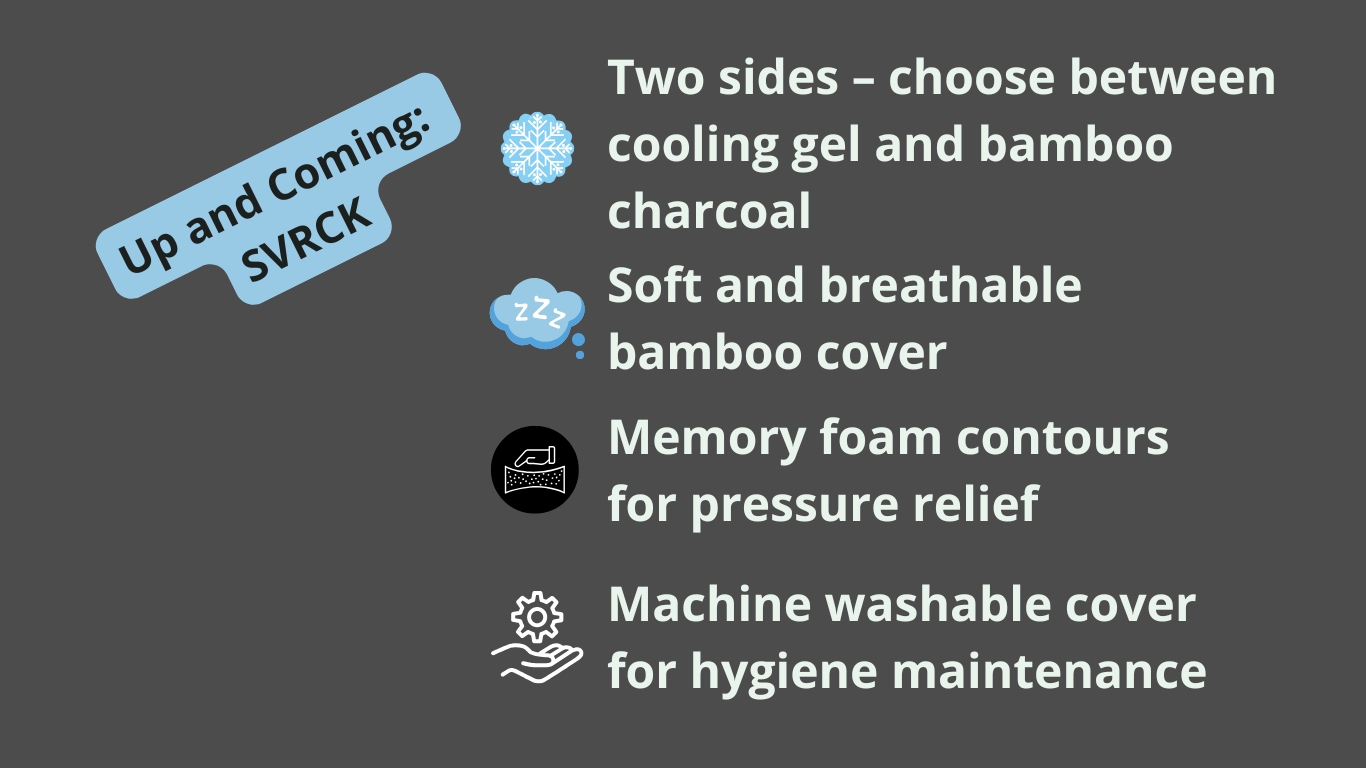 Up and Coming:
SVRCK
Two sides – choose between
cooling gel and bamboo
charcoal
Soft and breathable
bamboo cover
Memory foam contours
for pressure relief
Machine washable cover
for hygiene maintenance